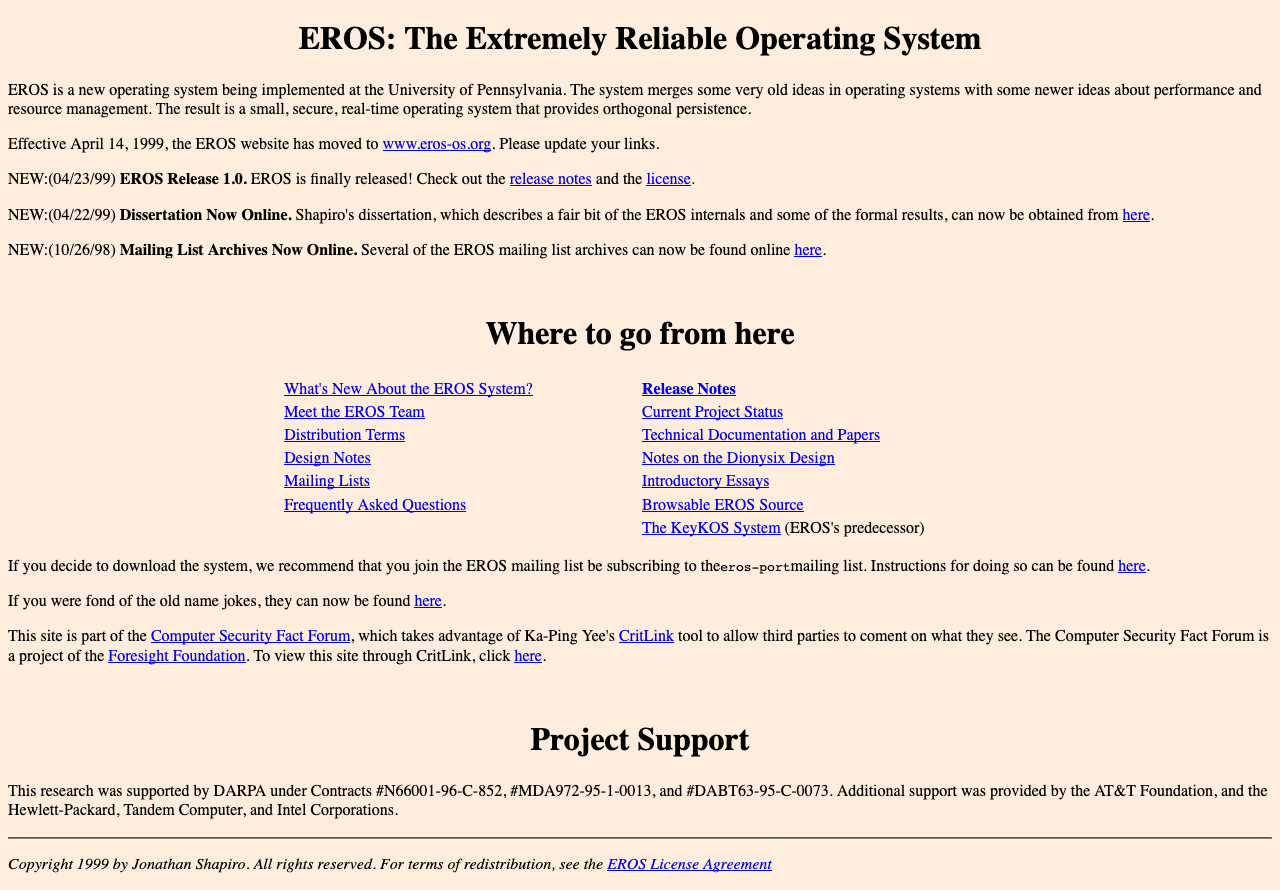 EROS: The Extremely Reliable Operating System
EROS is a new operating system being implemented at the University of Pennsylvania. The system merges some very old ideas in operating systems with some newer ideas about performance and
resource management. The result is a small, secure, real-time operating system that provides orthogonal persistence.
Effective April 14, 1999, the EROS website has moved to www.eros-os.org. Please update your links.
NEW:(04/23/99) EROS Release 1.0. EROS is finally released! Check out the release notes and the license.
NEW:(04/22/99) Dissertation Now Online. Shapiro's dissertation, which describes a fair bit of the EROS internals and some of the formal results, can now be obtained from here.
NEW:(10/26/98) Mailing List Archives Now Online. Several of the EROS mailing list archives can now be found online here.
Where to go from here
What's New About the EROS System?
Meet the EROS Team
Distribution Terms
Design Notes
Mailing Lists
Frequently Asked Questions
Release Notes
Current Project Status
Technical Documentation and Papers
Notes on the Dionysix Design
Introductory Essays
Browsable EROS Source
The KeyKOS System (EROS's predecessor)
If you decide to download the system, we recommend that you join the EROS mailing list be subscribing to theeros-portmailing list. Instructions for doing so can be found here.
If you were fond of the old name jokes, they can now be found here.
This site is part of the Computer Security Fact Forum, which takes advantage of Ka-Ping Yee's CritLink tool to allow third parties to coment on what they see. The Computer Security Fact Forum is
a project of the Foresight Foundation. To view this site through CritLink, click here.
Project Support
This research was supported by DARPA under Contracts #N66001-96-C-852, #MDA972-95-1-0013, and #DABT63-95-C-0073. Additional support was provided by the AT&T Foundation, and the
Hewlett-Packard, Tandem Computer, and Intel Corporations.
Copyright 1999 by Jonathan Shapiro. All rights reserved. For terms of redistribution, see the EROS License Agreement